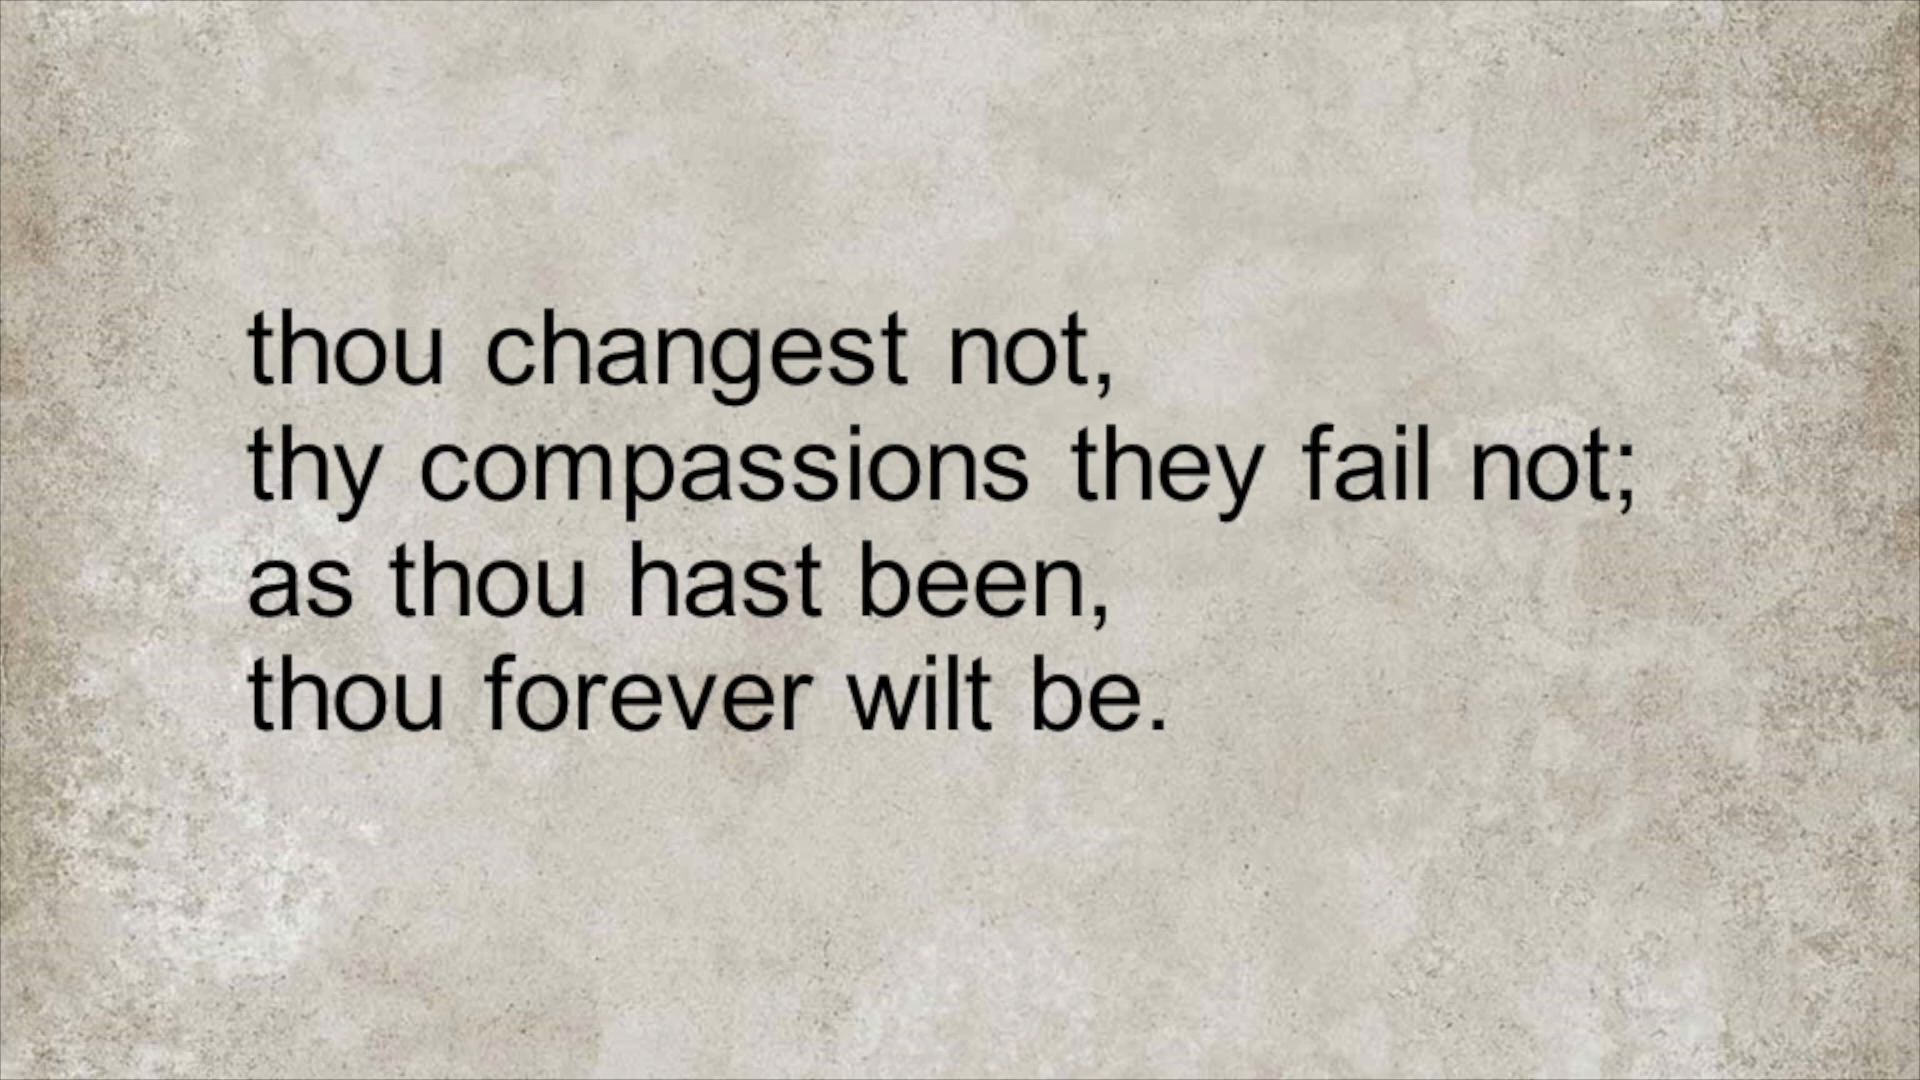 thou changest not,
thy compassions they fail not;
as thou hast been,
thou forever wilt be.